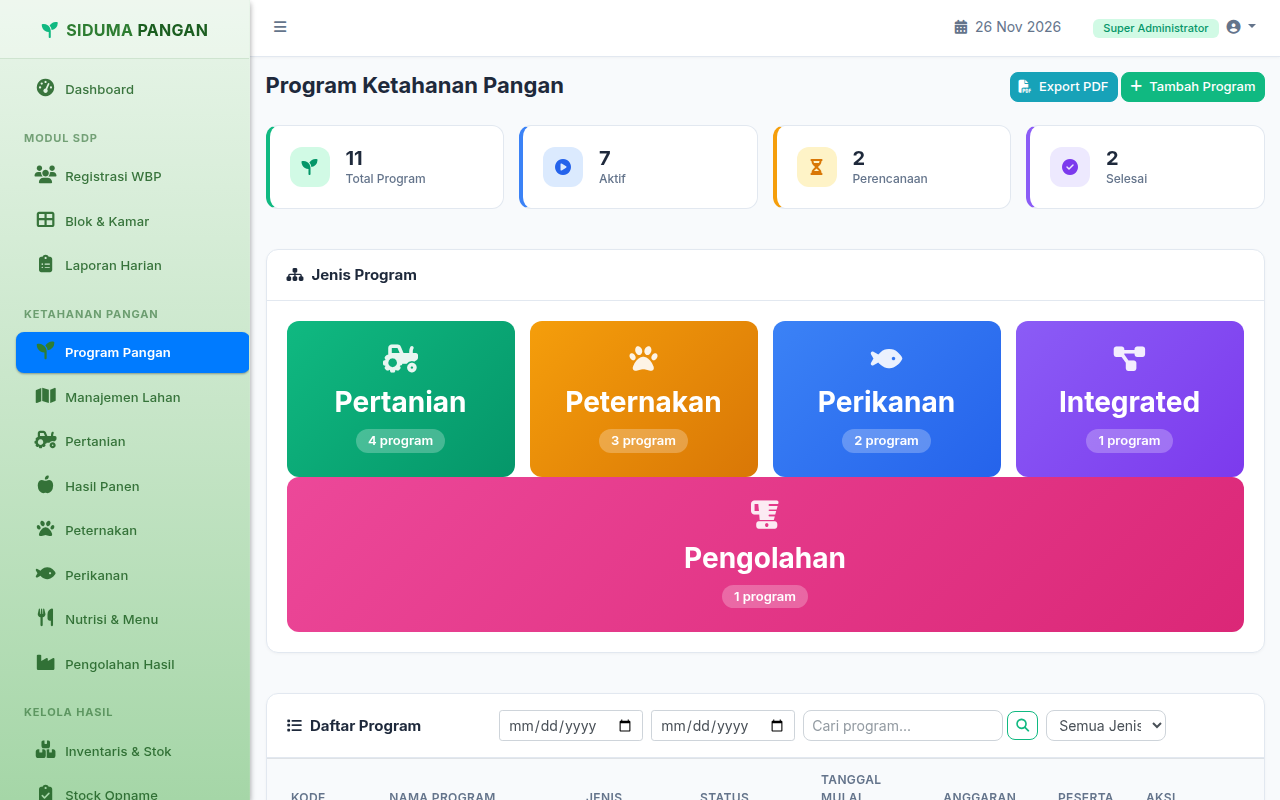 SIDUMA PANGAN
26 Nov 2026
Super Administrator
Dashboard
MODUL SDP
Registrasi WBP
Blok & Kamar
Laporan Harian
KETAHANAN PANGAN
Program Pangan
Manajemen Lahan
Pertanian
Hasil Panen
Peternakan
Perikanan
Nutrisi & Menu
Pengolahan Hasil
KELOLA HASIL
Inventaris & Stok
Stock Opname
Program Ketahanan Pangan
Export PDF
Tambah Program
11
Total Program
7
Aktif
2
Perencanaan
2
Selesai
Jenis Program
Pertanian
4 program
Peternakan
3 program
Perikanan
2 program
Integrated
1 program
Pengolahan
1 program
Daftar Program
mm/dd/yyyy
mm/dd/yyyy
Cari program...
Semua Jenis
KODE
NAMA PROGRAM
JENIS
STATUS
TANGGAL
MULAI
ANGGARAN
PESERTA
AKSI